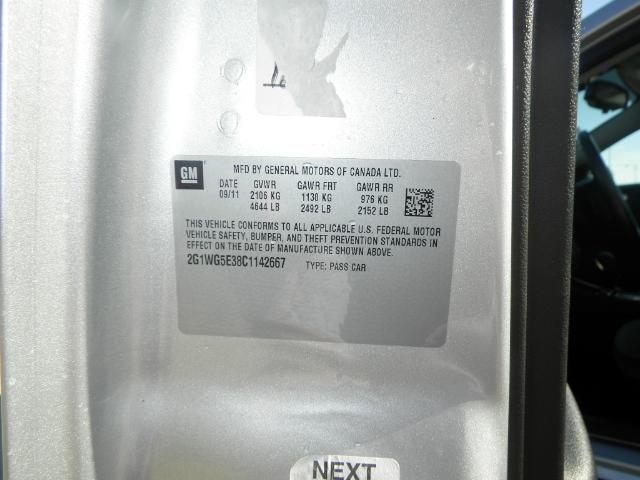 GM
MFD BY GENERAL MOTORS OF CANADA LTD.
DATE GVWR GAWR FRT GAWR RR
09/11 2106 KG 1130 KG 976 KG
4644 LB 2492 LB 2152 LB
THIS VEHICLE CONFORMS TO ALL APPLICABLE U.S. FEDERAL MOTOR
VEHICLE SAFETY, BUMPER, AND THEFT PREVENTION STANDARDS IN
EFFECT ON THE DATE OF MANUFACTURE SHOWN ABOVE.
2G1WG5E38C1142667 TYPE: PASS CAR
NEXT